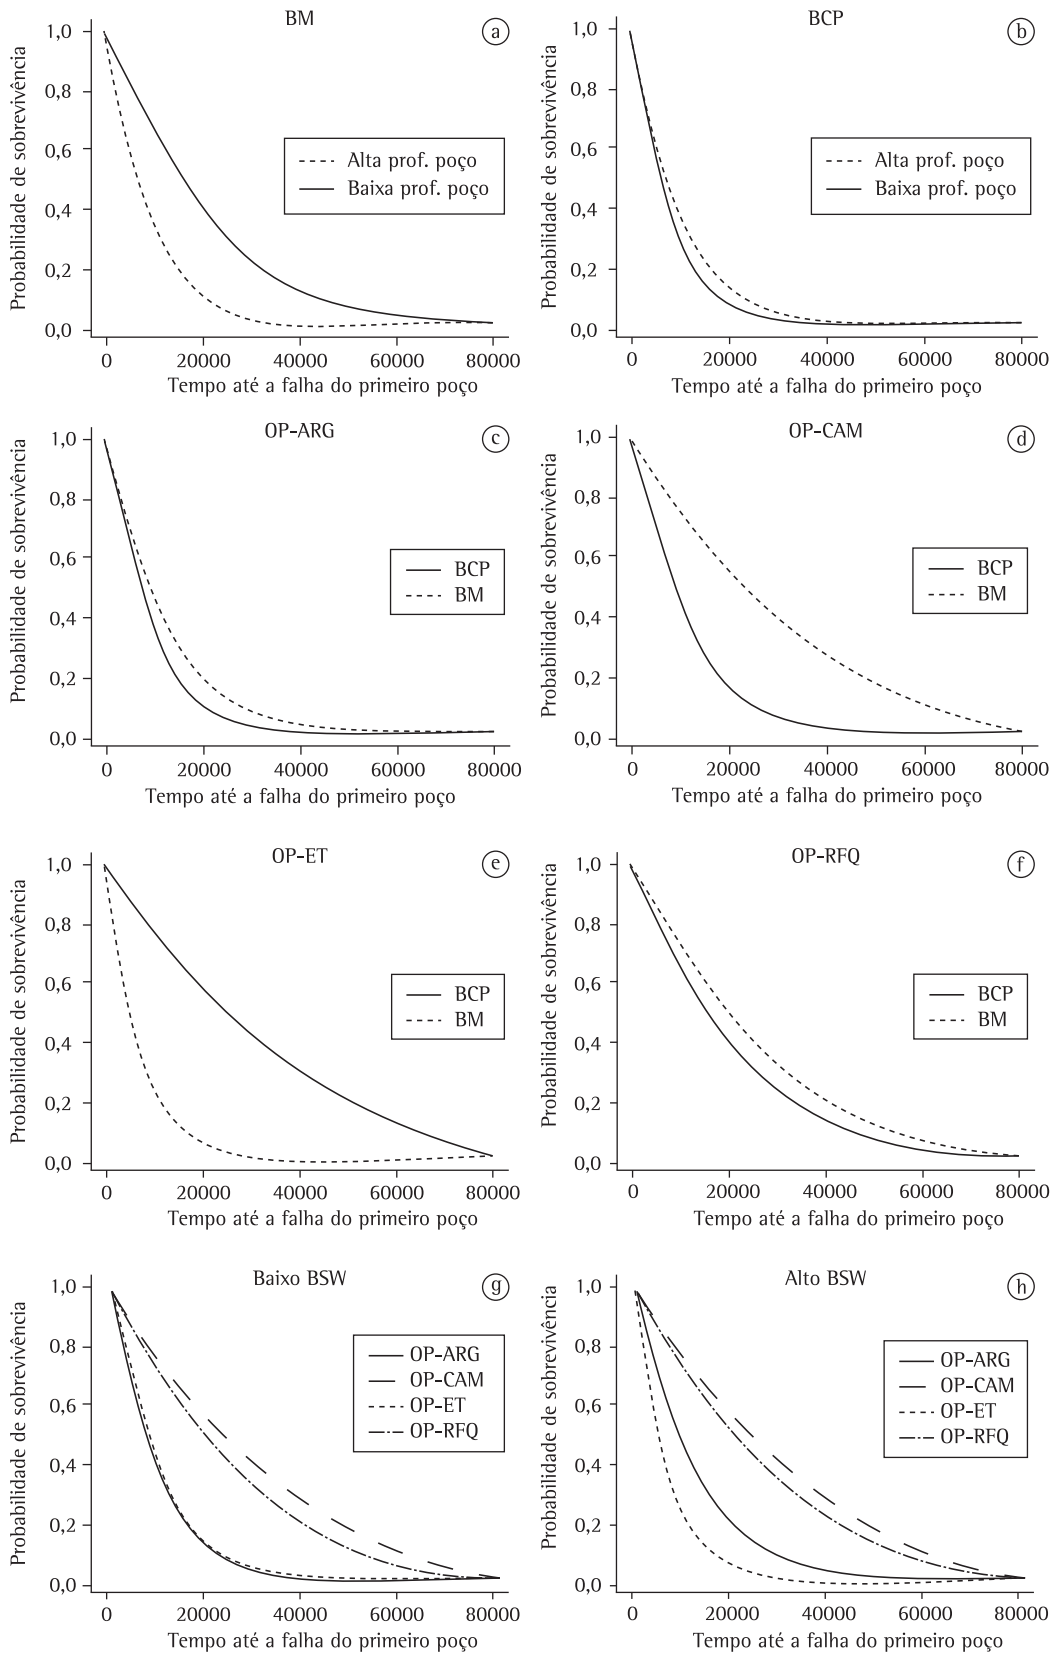 BM
a
Probabilidade de sobrevivência
1,0
0,8
0,6
0,4
0,2
0,0
Alta prof. poço
Baixa prof. poço
0 20000 40000 60000 80000
Tempo até a falha do primeiro poço
BCP
b
Probabilidade de sobrevivência
1,0
0,8
0,6
0,4
0,2
0,0
Alta prof. poço
Baixa prof. poço
0 20000 40000 60000 80000
Tempo até a falha do primeiro poço
OP-ARG
c
Probabilidade de sobrevivência
1,0
0,8
0,6
0,4
0,2
0,0
BCP
BM
0 20000 40000 60000 80000
Tempo até a falha do primeiro poço
OP-CAM
d
Probabilidade de sobrevivência
1,0
0,8
0,6
0,4
0,2
0,0
BCP
BM
0 20000 40000 60000 80000
Tempo até a falha do primeiro poço
OP-ET
e
Probabilidade de sobrevivência
1,0
0,8
0,6
0,4
0,2
0,0
BCP
BM
0 20000 40000 60000 80000
Tempo até a falha do primeiro poço
OP-RFQ
f
Probabilidade de sobrevivência
1,0
0,8
0,6
0,4
0,2
0,0
BCP
BM
0 20000 40000 60000 80000
Tempo até a falha do primeiro poço
Baixo BSW
g
Probabilidade de sobrevivência
1,0
0,8
0,6
0,4
0,2
0,0
OP-ARG
OP-CAM
OP-ET
OP-RFQ
0 20000 40000 60000 80000
Tempo até a falha do primeiro poço
Alto BSW
h
Probabilidade de sobrevivência
1,0
0,8
0,6
0,4
0,2
0,0
OP-ARG
OP-CAM
OP-ET
OP-RFQ
0 20000 40000 60000 80000
Tempo até a falha do primeiro poço